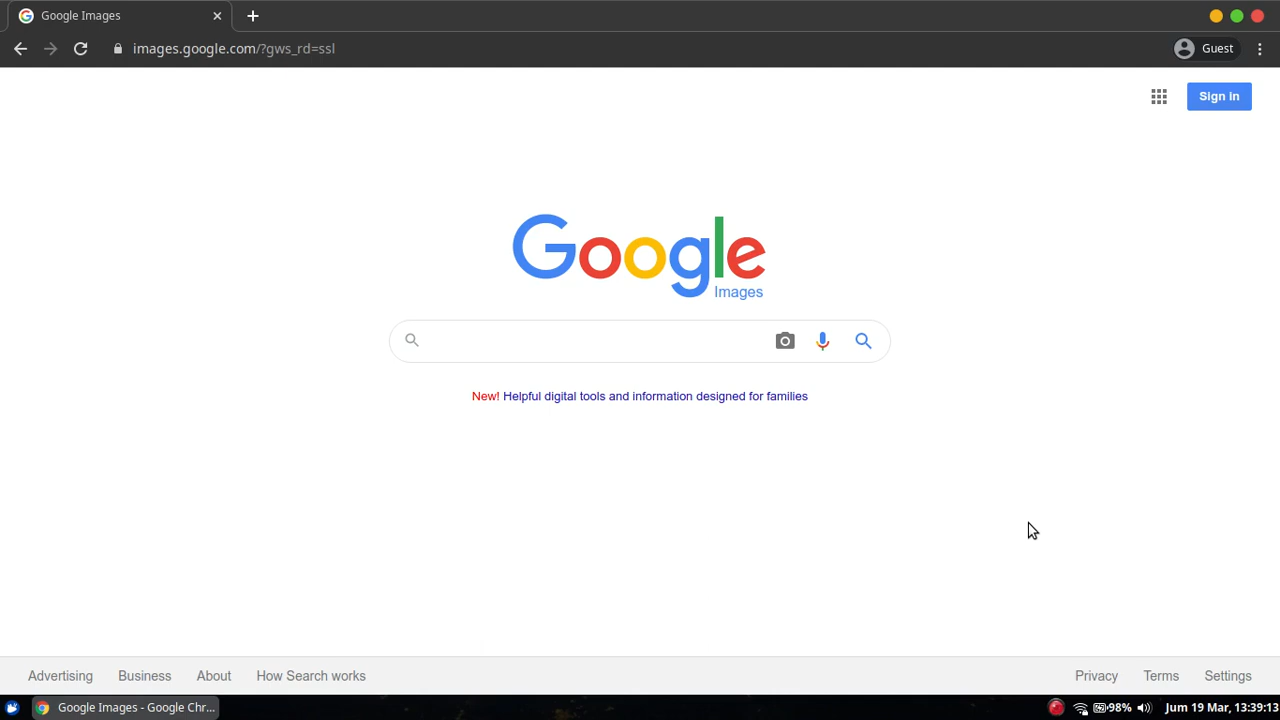 Google Images
images.google.com/?gws_rd=ssl
Guest
Sign in
Google
Images
New! Helpful digital tools and information designed for families
Advertising Business About How Search works Privacy Terms Settings
Google Images - Google Chr... 98% Jum 19 Mar, 13:39:13